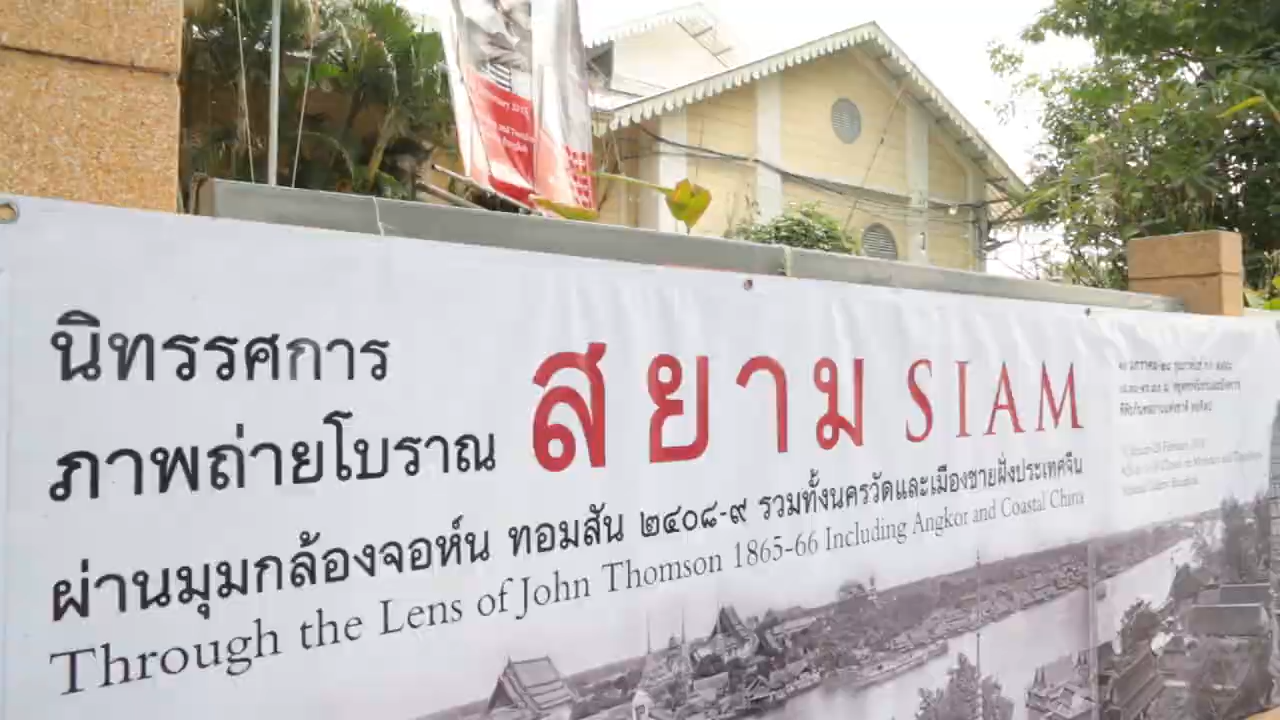 นิทรรศการ
ภาพถ่ายโบราณ
สยาม SIAM
ผ่านมุมกล้องจอห์น ทอมสัน ๒๔๐๘-๙ รวมทั้งนครวัดและเมืองชายฝั่งประเทศจีน
Through the Lens of John Thomson 1865-66 Including Angkor and Coastal China